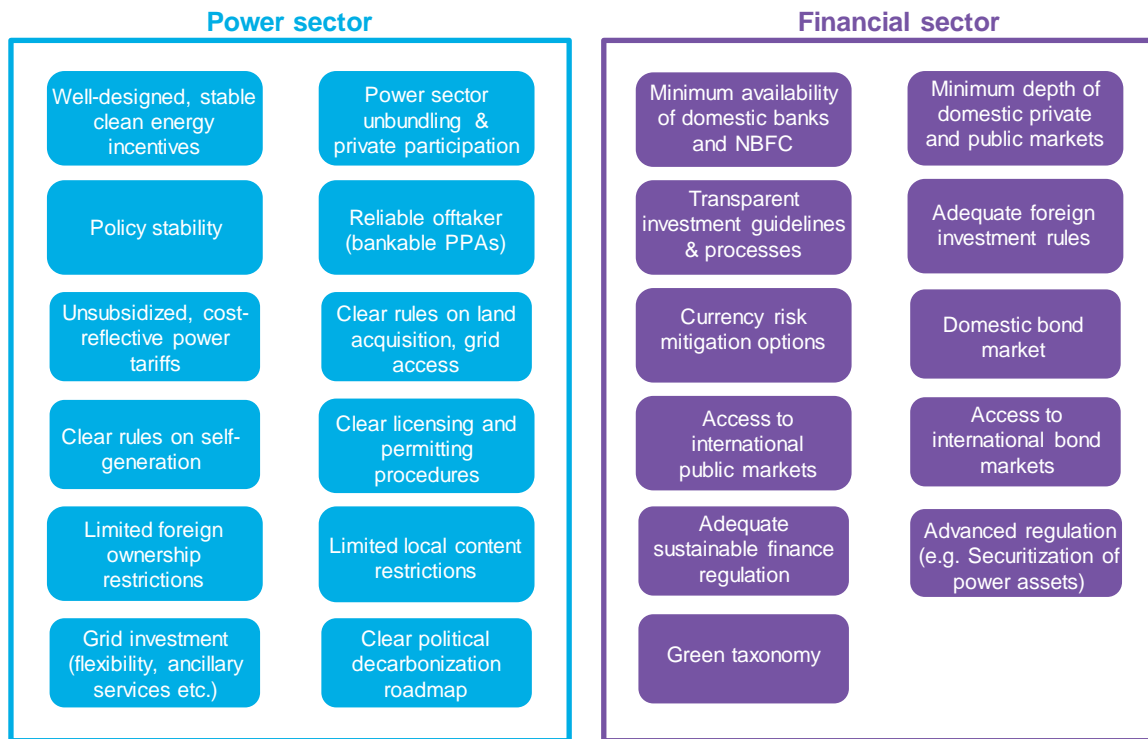 Power sector
Well-designed, stable
clean energy
incentives
Power sector
unbundling &
private participation
Policy stability
Reliable offtaker
(bankable PPAs)
Unsubsidized, cost-
reflective power
tariffs
Clear rules on land
acquisition, grid
access
Clear rules on self-
generation
Clear licensing and
permitting
procedures
Limited foreign
ownership
restrictions
Limited local content
restrictions
Grid investment
(flexibility, ancillary
services etc.)
Clear political
decarbonization
roadmap
Financial sector
Minimum availability
of domestic banks
and NBFC
Minimum depth of
domestic private
and public markets
Transparent
investment guidelines
& processes
Adequate foreign
investment rules
Currency risk
mitigation options
Domestic bond
market
Access to
international
public markets
Access to
international bond
markets
Adequate
sustainable finance
regulation
Advanced regulation
(e.g. Securitization of
power assets)
Green taxonomy